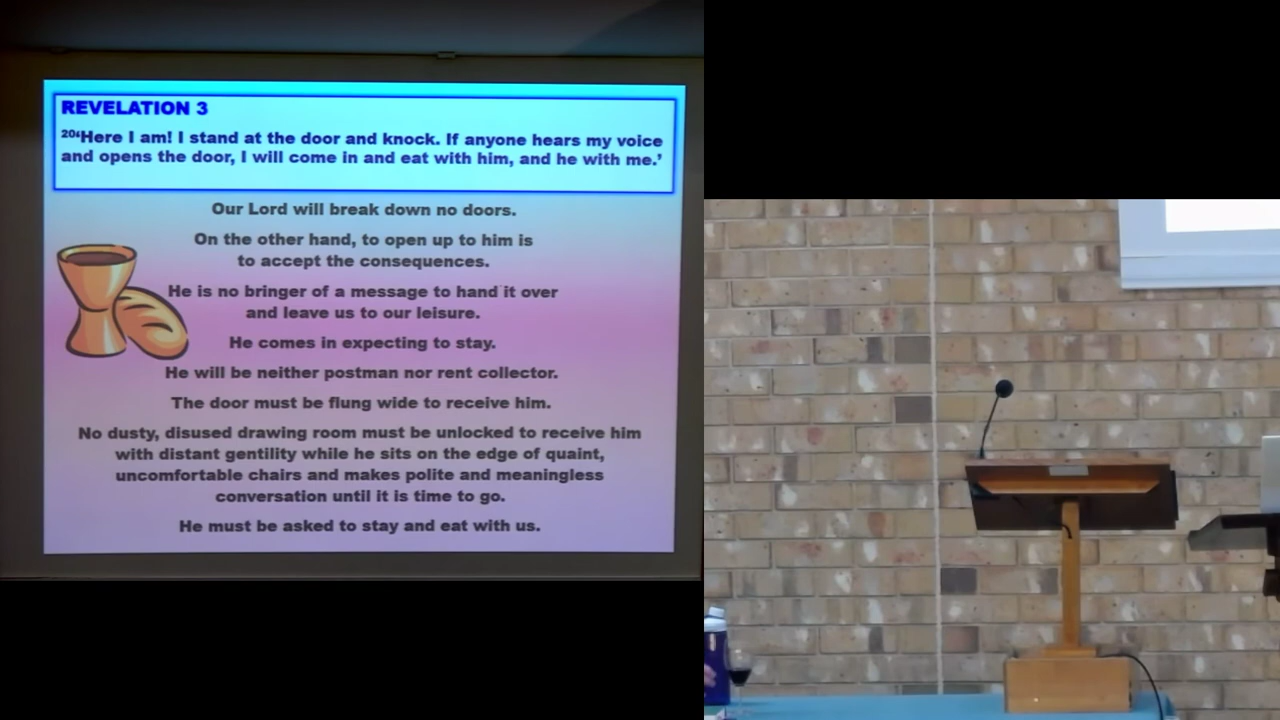 REVELATION 3
20‘Here I am! I stand at the door and knock. If anyone hears my voice
and opens the door, I will come in and eat with him, and he with me.’
Our Lord will break down no doors.
On the other hand, to open up to him is
to accept the consequences.
He is no bringer of a message to hand it over
and leave us to our leisure.
He comes in expecting to stay.
He will be neither postman nor rent collector.
The door must be flung wide to receive him.
No dusty, disused drawing room must be unlocked to receive him
with distant gentility while he sits on the edge of quaint,
uncomfortable chairs and makes polite and meaningless
conversation until it is time to go.
He must be asked to stay and eat with us.